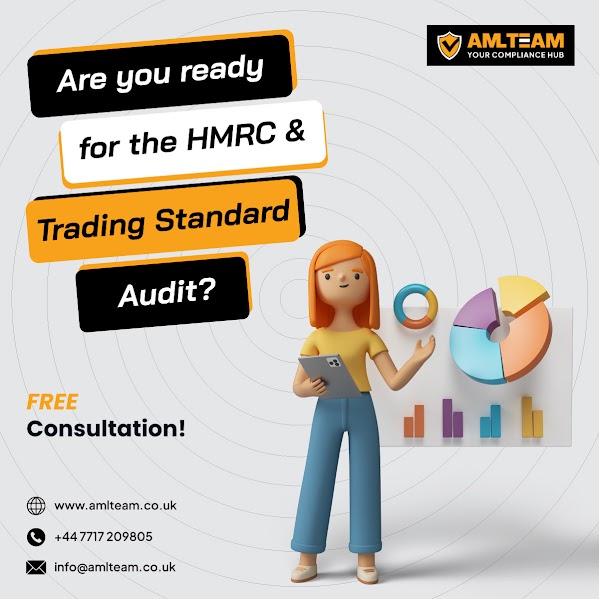 AMLTEAM
YOUR COMPLIANCE HUB
Are you ready
for the HMRC &
Trading Standard
Audit?
FREE
Consultation!
www.amlteam.co.uk
+44 7717 209805
info@amlteam.co.uk